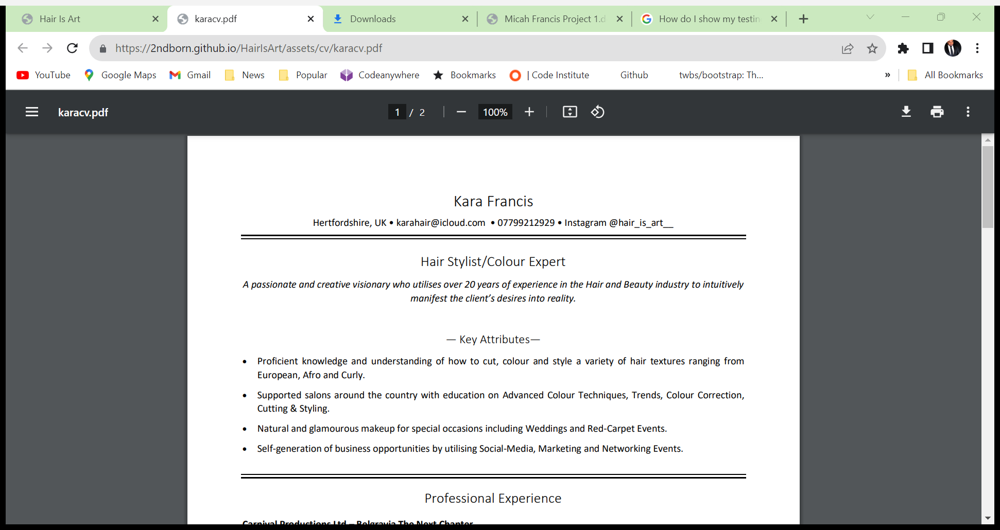 Hair Is Art
karacv.pdf
Downloads
Micah Francis Project 1.d
How do I show my testin
https://2ndborn.github.io/HairIsArt/assets/cv/karacv.pdf
YouTube
Google Maps
Gmail
News
Popular
Codeanywhere
Bookmarks
| Code Institute
Github
twbs/bootstrap: Th...
»
All Bookmarks
karacv.pdf
1 / 2
100%
Kara Francis
Hertfordshire, UK • karahair@icloud.com • 07799212929 • Instagram @hair_is_art__
Hair Stylist/Colour Expert
A passionate and creative visionary who utilises over 20 years of experience in the Hair and Beauty industry to intuitively
manifest the client’s desires into reality.
— Key Attributes—
• Proficient knowledge and understanding of how to cut, colour and style a variety of hair textures ranging from
European, Afro and Curly.
• Supported salons around the country with education on Advanced Colour Techniques, Trends, Colour Correction,
Cutting & Styling.
• Natural and glamourous makeup for special occasions including Weddings and Red-Carpet Events.
• Self-generation of business opportunities by utilising Social-Media, Marketing and Networking Events.
Professional Experience
Carnival Productions Ltd – Belgravia The Next Chapter